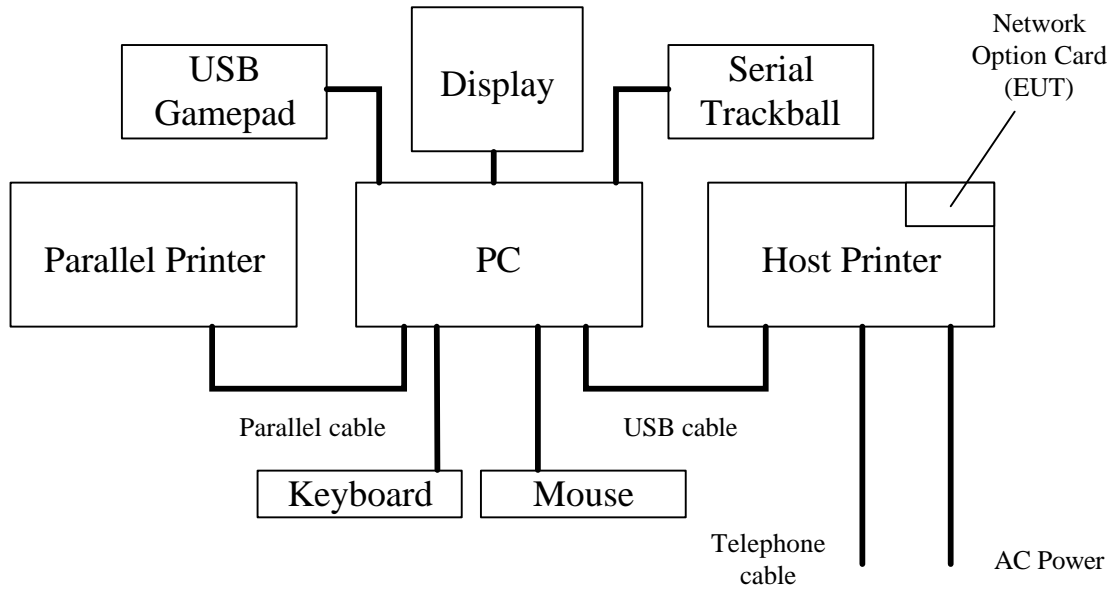 Network
Option Card
(EUT)
USB
Gamepad
Display
Serial
Trackball
Parallel Printer
PC
Host Printer
Parallel cable
USB cable
Keyboard
Mouse
Telephone
cable
AC Power